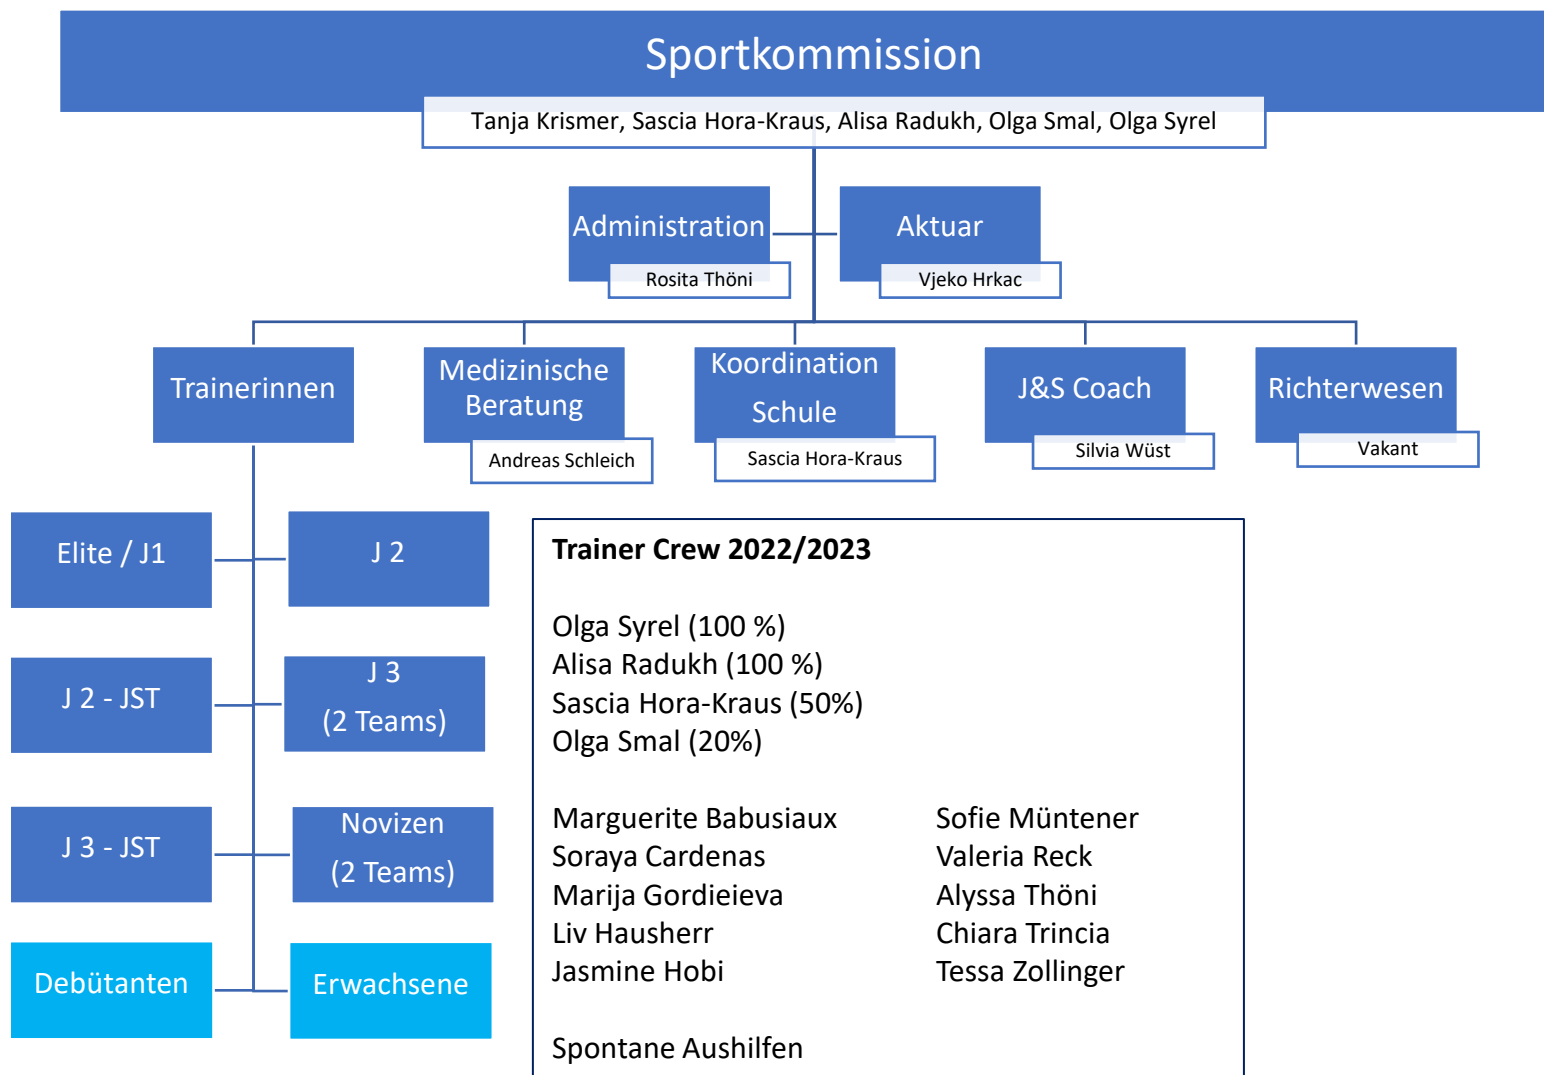 Sportkommission
Tanja Krismer, Sascia Hora-Kraus, Alisa Radukh, Olga Smal, Olga Syrel
Administration
Rosita Thöni
Aktuar
Vjeko Hrkac
Trainerinnen
Medizinische
Beratung
Andreas Schleich
Koordination
Schule
Sascia Hora-Kraus
J&S Coach
Silvia Wüst
Richterwesen
Vakant
Elite / J1
J 2
J 2 - JST
J 3
(2 Teams)
J 3 - JST
Novizen
(2 Teams)
Debütanten
Erwachsene
Trainer Crew 2022/2023
Olga Syrel (100 %)
Alisa Radukh (100 %)
Sascia Hora-Kraus (50%)
Olga Smal (20%)
Marguerite Babusiaux
Soraya Cardenas
Marija Gordieieva
Liv Hausherr
Jasmine Hobi
Sofie Müntener
Valeria Reck
Alyssa Thöni
Chiara Trincia
Tessa Zollinger
Spontane Aushilfen